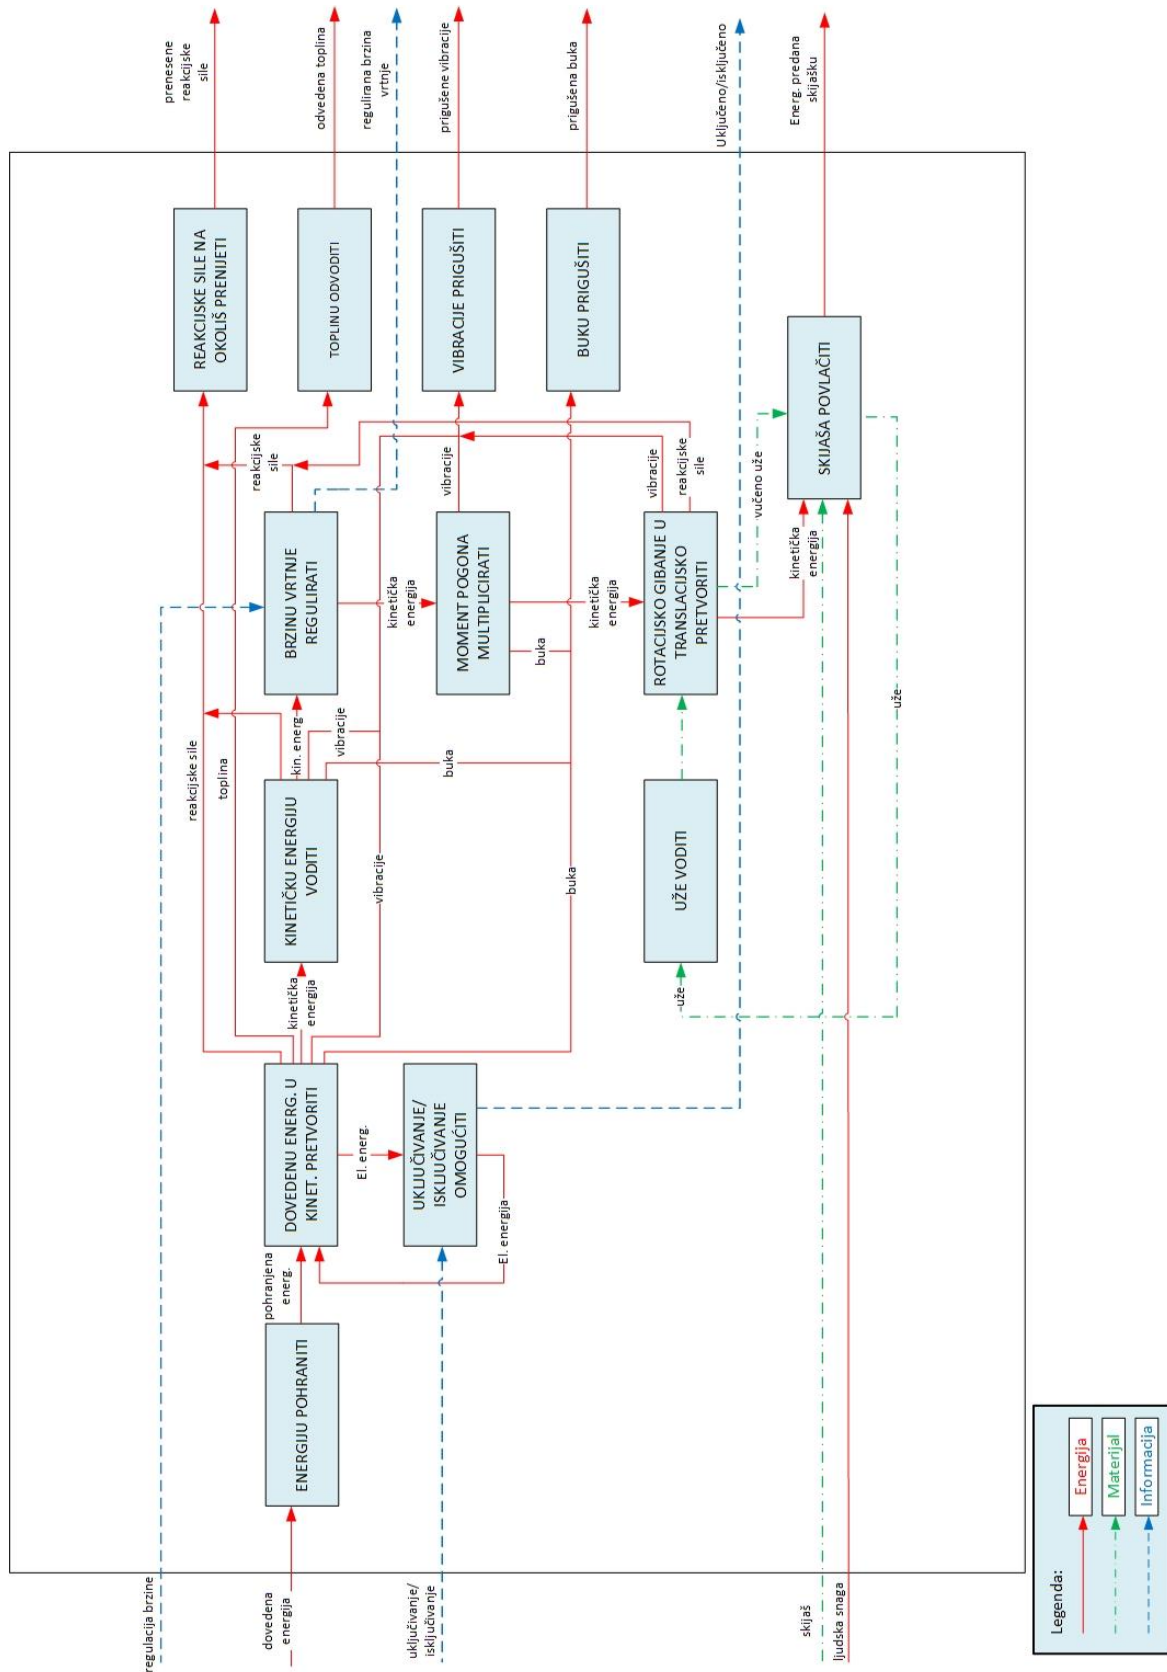 prenesene
reakcijske
sile
odvedena toplina
regulirana brzina
vrtnje
prigušene vibracije
prigušena buka
Uključeno/isključeno
Energ. predana
skijašku
REAKCIJSKE SILE NA
OKOLIŠ PRENIJETI
TOPLINU ODVODITI
VIBRACIJE PRIGUŠITI
BUKU PRIGUŠITI
SKIJAŠA POVLAČITI
reakcijske
sile
vibracije
vibracije
reakcijske
sile
vučeno uže
kinetička
energija
BRZINU VRTNJE
REGULIRATI
kinetička
energija
MOMENT POGONA
MULTIPLICIRATI
kinetička
energija
ROTACIJSKO GIBANJE U
TRANSLACIJSKO
PRETVORITI
buka
uže
reakcijske sile
toplina
kin. energ
vibracije
buka
KINETIČKU ENERGIJU
VODITI
vibracije
buka
UŽE VODITI
uže
kinetička
energija
DOVEDENU ENERG. U
KINET. PRETVORITI
El. energ.
UKLJUČIVANJE/
ISKLJUČIVANJE
OMOGUĆITI
El. energija
pohranjena
energ.
ENERGIJU POHRANITI
regulacija brzine
dovedena
energija
uključivanje/
isključivanje
skijaš
ljudska snaga
Legenda:
Energija
Materijal
Informacija